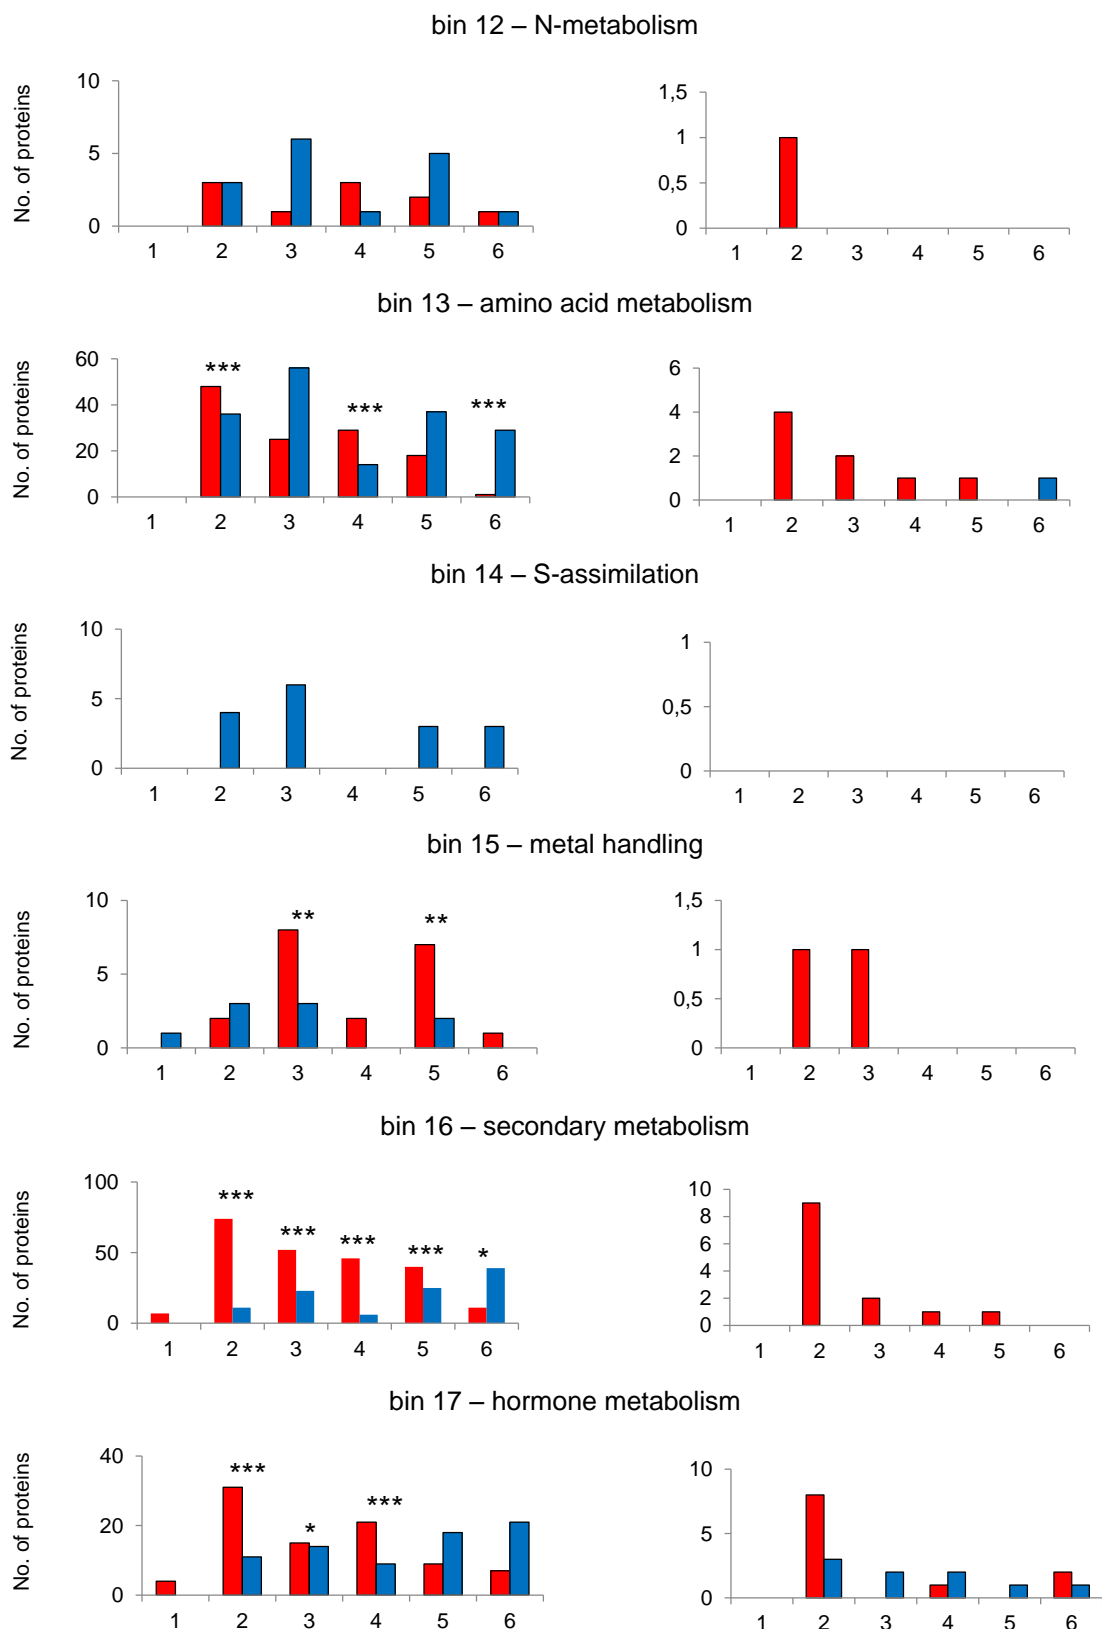 bin 12 – N-metabolism
No. of proteins
10
5
0
1 2 3 4 5 6
1,5
1
0,5
0
1 2 3 4 5 6
bin 13 – amino acid metabolism
No. of proteins
60
40
20
0
*** *** ***
1 2 3 4 5 6
6
4
2
0
1 2 3 4 5 6
bin 14 – S-assimilation
No. of proteins
10
5
0
1 2 3 4 5 6
1
0,5
0
1 2 3 4 5 6
bin 15 – metal handling
No. of proteins
10
5
0
** **
1 2 3 4 5 6
1,5
1
0,5
0
1 2 3 4 5 6
bin 16 – secondary metabolism
No. of proteins
100
50
0
*** *** *** *** *
1 2 3 4 5 6
10
8
6
4
2
0
1 2 3 4 5 6
bin 17 – hormone metabolism
No. of proteins
40
20
0
*** * ***
1 2 3 4 5 6
10
5
0
1 2 3 4 5 6